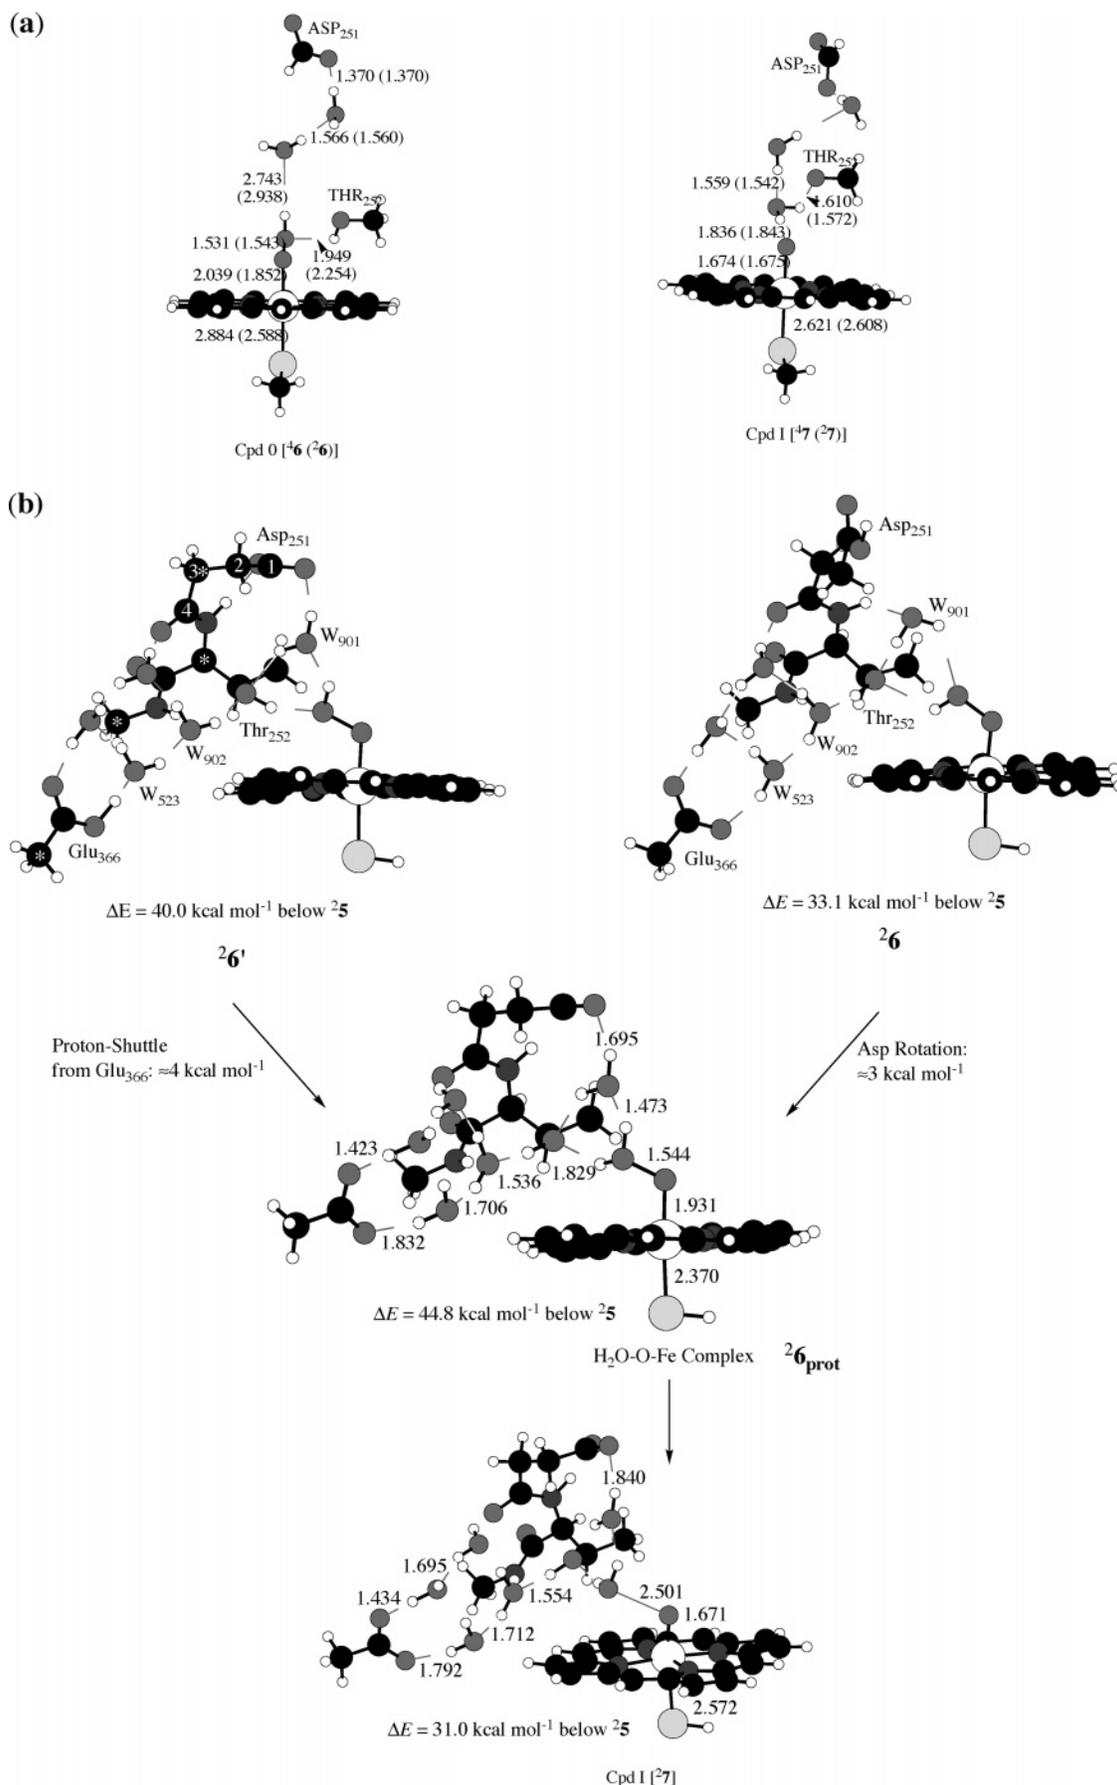 (a)
ASP251
1.370 (1.370)
1.566 (1.560)
2.743
(2.938)
THR252
1.531 (1.543)
1.949
(2.254)
2.039 (1.852)
2.884 (2.588)
Cpd 0 [⁴6 (²6)]
ASP251
THR252
1.559 (1.542)
1.610
(1.572)
1.836 (1.843)
1.674 (1.675)
2.621 (2.608)
Cpd I [⁴7 (²7)]
(b)
Asp251
3* 2 1
4
W901
*
*
Thr252
W902
W523
*
Glu366
ΔE = 40.0 kcal mol⁻¹ below ²5
²6'
Asp251
W901
Thr252
W902
W523
Glu366
ΔE = 33.1 kcal mol⁻¹ below ²5
²6
Proton-Shuttle
from Glu366: ≈4 kcal mol⁻¹
Asp Rotation:
≈3 kcal mol⁻¹
1.695
1.473
1.423
1.544
1.536
1.829
1.706
1.931
1.832
2.370
ΔE = 44.8 kcal mol⁻¹ below ²5
H2O-O-Fe Complex ²6prot
1.840
1.695
1.434
1.554
2.501
1.671
1.712
1.792
2.572
ΔE = 31.0 kcal mol⁻¹ below ²5
Cpd I [²7]